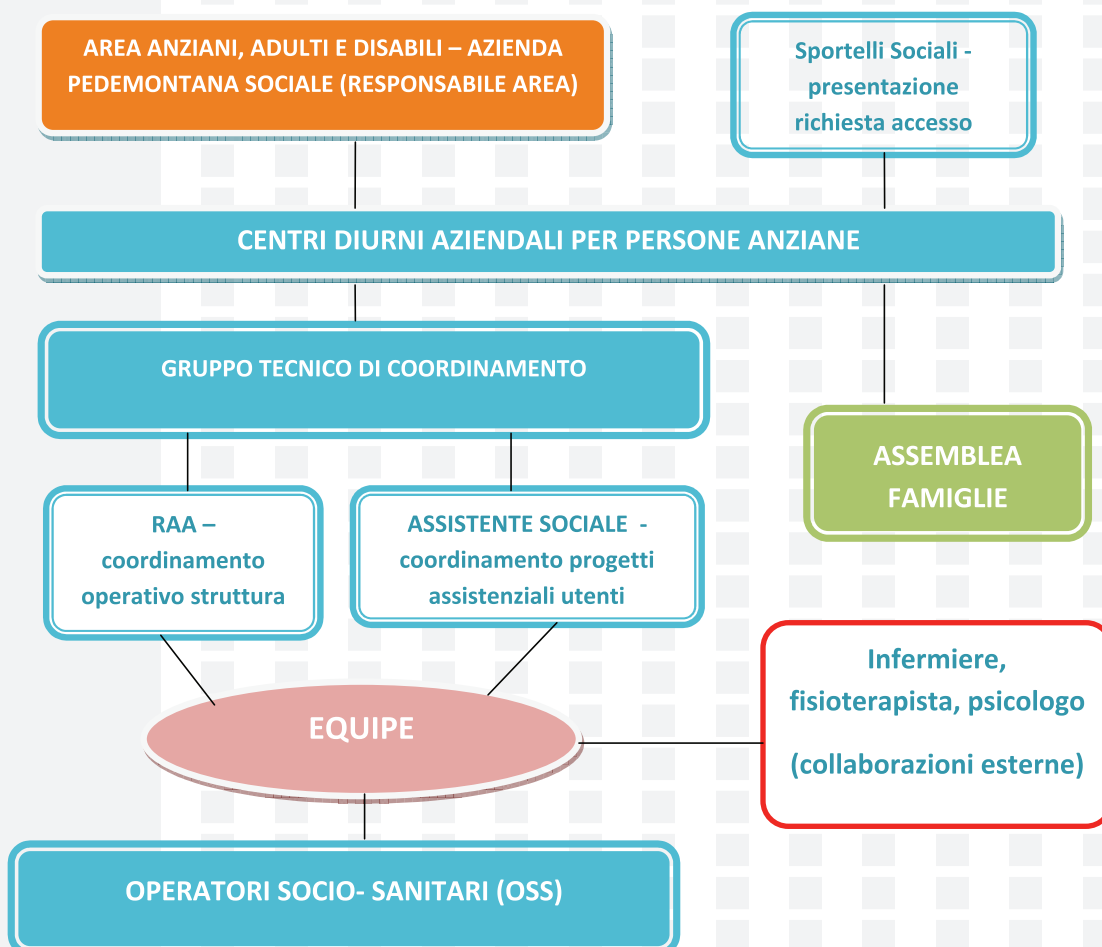 AREA ANZIANI, ADULTI E DISABILI – AZIENDA
PEDEMONTANA SOCIALE (RESPONSABILE AREA)
Sportelli Sociali -
presentazione
richiesta accesso
CENTRI DIURNI AZIENDALI PER PERSONE ANZIANE
GRUPPO TECNICO DI COORDINAMENTO
ASSEMBLEA
FAMIGLIE
RAA –
coordinamento
operativo struttura
ASSISTENTE SOCIALE -
coordinamento progetti
assistenziali utenti
Infermiere,
fisioterapista, psicologo
(collaborazioni esterne)
EQUIPE
OPERATORI SOCIO- SANITARI (OSS)